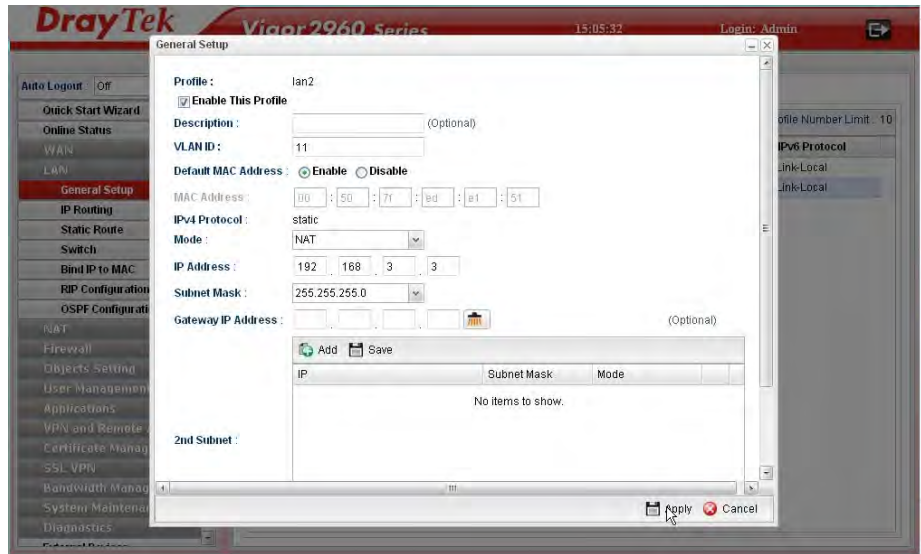 DrayTek Vigor2960 Series 15:05:32 Login: Admin
General Setup
Auto Logout Off
Quick Start Wizard
Online Status
WAN
LAN
General Setup
IP Routing
Static Route
Switch
Bind IP to MAC
RIP Configuration
OSPF Configurati
NAT
Firewall
Objects Setting
User Management
Applications
VPN and Remote
Certificate Manag
SSL VPN
Bandwidth Manag
System Maintenan
Diagnostics
Profile : lan2
Enable This Profile
Description : (Optional)
VLAN ID : 11
Default MAC Address : Enable Disable
MAC Address : 00 : 50 : 7f : ed : e1 : 51
IPv4 Protocol : static
Mode : NAT
IP Address : 192 . 168 . 3 . 3
Subnet Mask : 255.255.255.0
Gateway IP Address : . . . (Optional)
Add Save
IP Subnet Mask Mode
No items to show.
2nd Subnet :
Apply Cancel
ofile Number Limit : 10
IPv6 Protocol
Link-Local
Link-Local